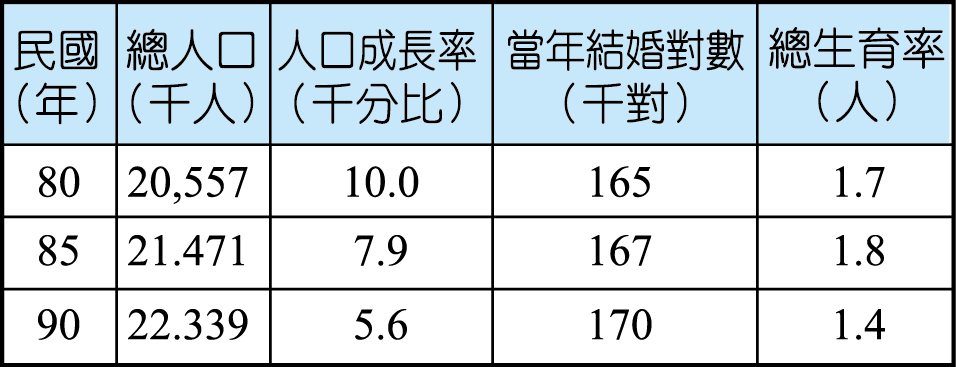 民國 總人口 人口成長率 當年結婚對數 總生育率
（年） （千人） （千分比） （千對） （人）
80 20,557 10.0 165 1.7
85 21.471 7.9 167 1.8
90 22.339 5.6 170 1.4